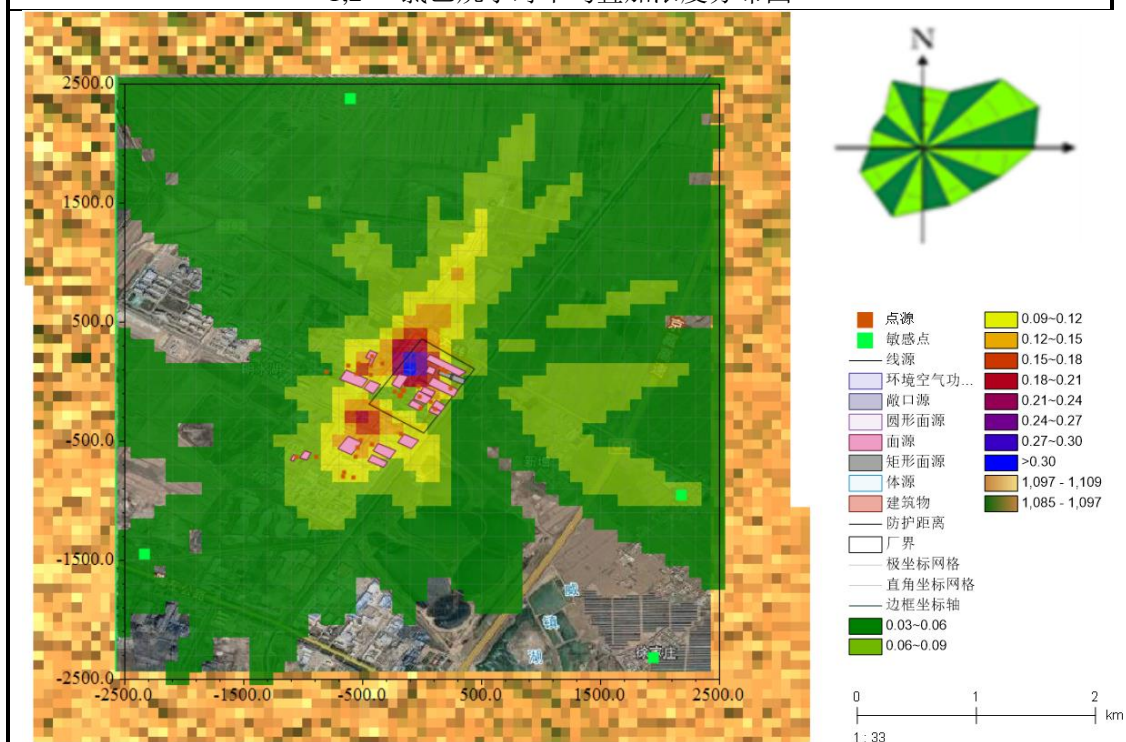 N
2500.0
1500.0
500.0
-500.0
-1500.0
-2500.0
-2500.0
-1500.0
-500.0
500.0
1500.0
2500.0
威
镇
湖
点源
敏感点
线源
环境空气功...
敞口源
圆形面源
面源
矩形面源
体源
建筑物
防护距离
厂界
极坐标网格
直角坐标网格
边框坐标轴
0.03~0.06
0.06~0.09
0.09~0.12
0.12~0.15
0.15~0.18
0.18~0.21
0.21~0.24
0.24~0.27
0.27~0.30
>0.30
1,097 - 1,109
1,085 - 1,097
0
1
2
km
1 : 33